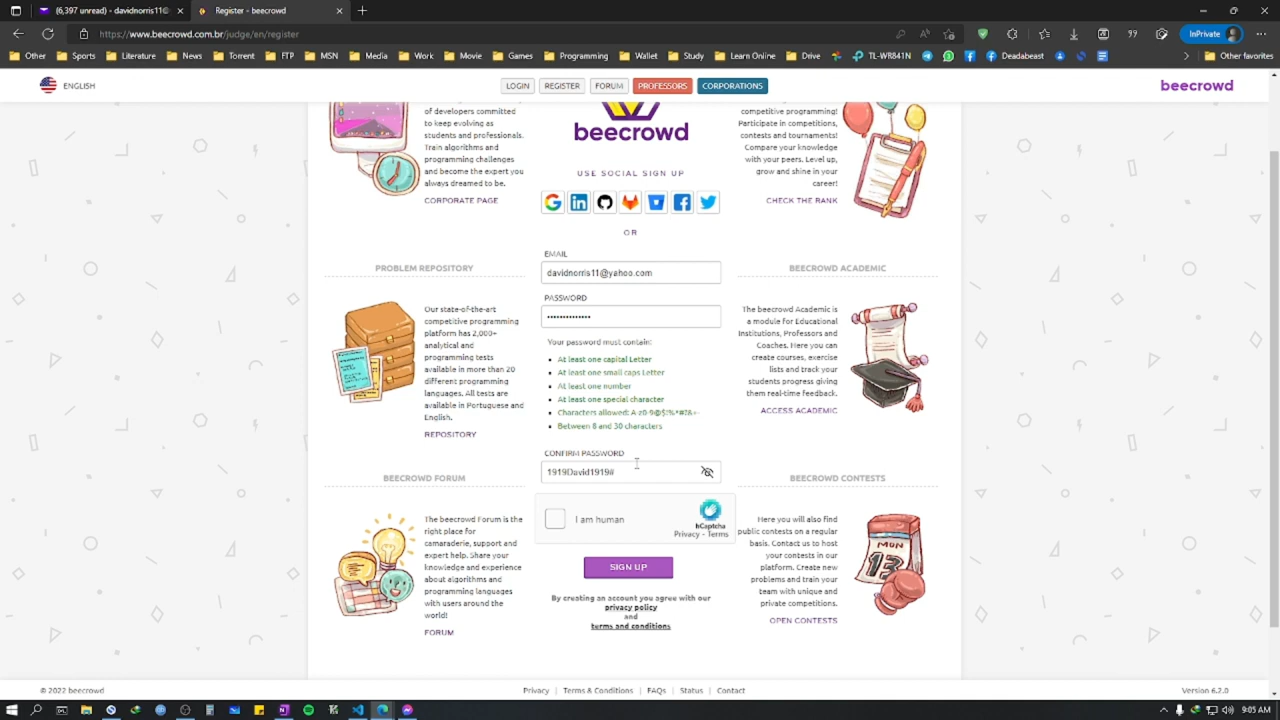 (6,397 unread) - davidnorris11@
Register - beecrowd
https://www.beecrowd.com.br/judge/en/register
InPrivate
Other
Sports
Literature
News
Torrent
FTP
MSN
Media
Work
Movie
Games
Programming
Wallet
Study
Learn Online
Drive
TL-WR841N
Deadabase
Other favorites
ENGLISH
LOGIN
REGISTER
FORUM
PROFESSORS
CORPORATIONS
beecrowd
of developers committed
to keep evolving as
students and professionals.
Train algorithms and
programming challenges
and become the expert you
always dreamed to be.
CORPORATE PAGE
beecrowd
USE SOCIAL SIGN UP
OR
competitive programming!
Participate in competitions,
contests and tournaments!
Compare your knowledge
with your peers. Level up,
grow and shine in your
career!
CHECK THE RANK
PROBLEM REPOSITORY
Our state-of-the-art
competitive programming
platform has 2,000+
analytical and
programming tests
available in more than 20
different programming
languages. All tests are
available in Portuguese and
English.
REPOSITORY
EMAIL
davidnorris11@yahoo.com
PASSWORD
•••••••••••••
Your password must contain:
At least one capital Letter
At least one small caps Letter
At least one number
At least one special character
Characters allowed:
Between 8 and 30 characters
CONFIRM PASSWORD
1919David1919#
I am human
hCaptcha
Privacy - Terms
SIGN UP
By creating an account you agree with our
privacy policy
and
terms and conditions
BEECROWD ACADEMIC
The beecrowd Academic is
a module for Educational
Institutions, Professors and
Coaches. Here you can
create courses, exercise
lists and track your
students progress giving
them real-time feedback.
ACCESS ACADEMIC
BEECROWD FORUM
The beecrowd Forum is the
right place for
camaraderie, support and
expert help. Share your
knowledge and experience
about algorithms and
programming languages
with users around the
world!
FORUM
BEECROWD CONTESTS
Here you will also find
public contests on a regular
basis. Contact us to host
your contests in our
platform. Create new
problems and train your
team with unique and
private competitions.
OPEN CONTESTS
MON
13
© 2022 beecrowd
Privacy | Terms & Conditions | FAQs | Status | Contact
Version 6.2.0
9:05 AM